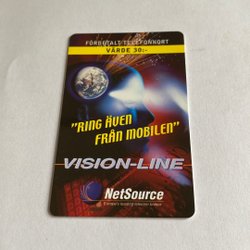 FÖRBETALT TELEFONKORT
VÄRDE 30:-
"RING ÄVEN
FRÅN MOBILEN"
VISION-LINE
NetSource